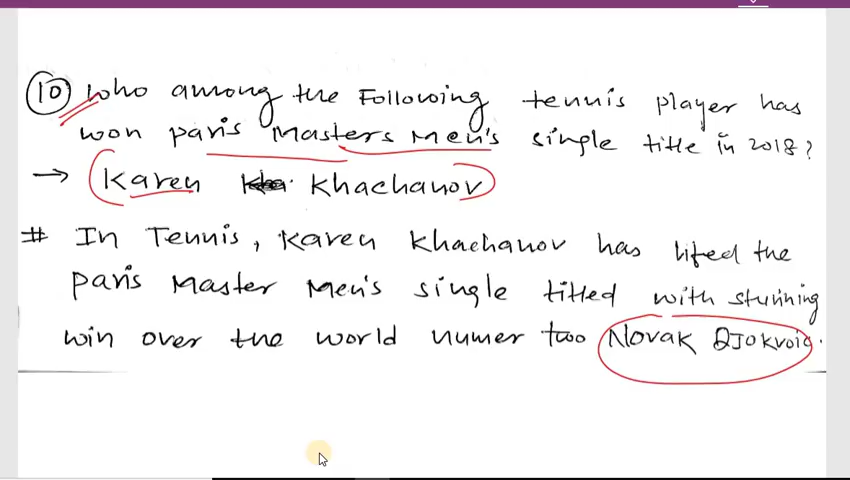 10 who among the Following tennis player has
won paris Masters Men's single title in 2018?
→ (Karen Khachanov)
# In Tennis, Karen Khachanov has lifed the
paris Master Men's single titled with stunning
win over the world numer two Novak DJokvoic.